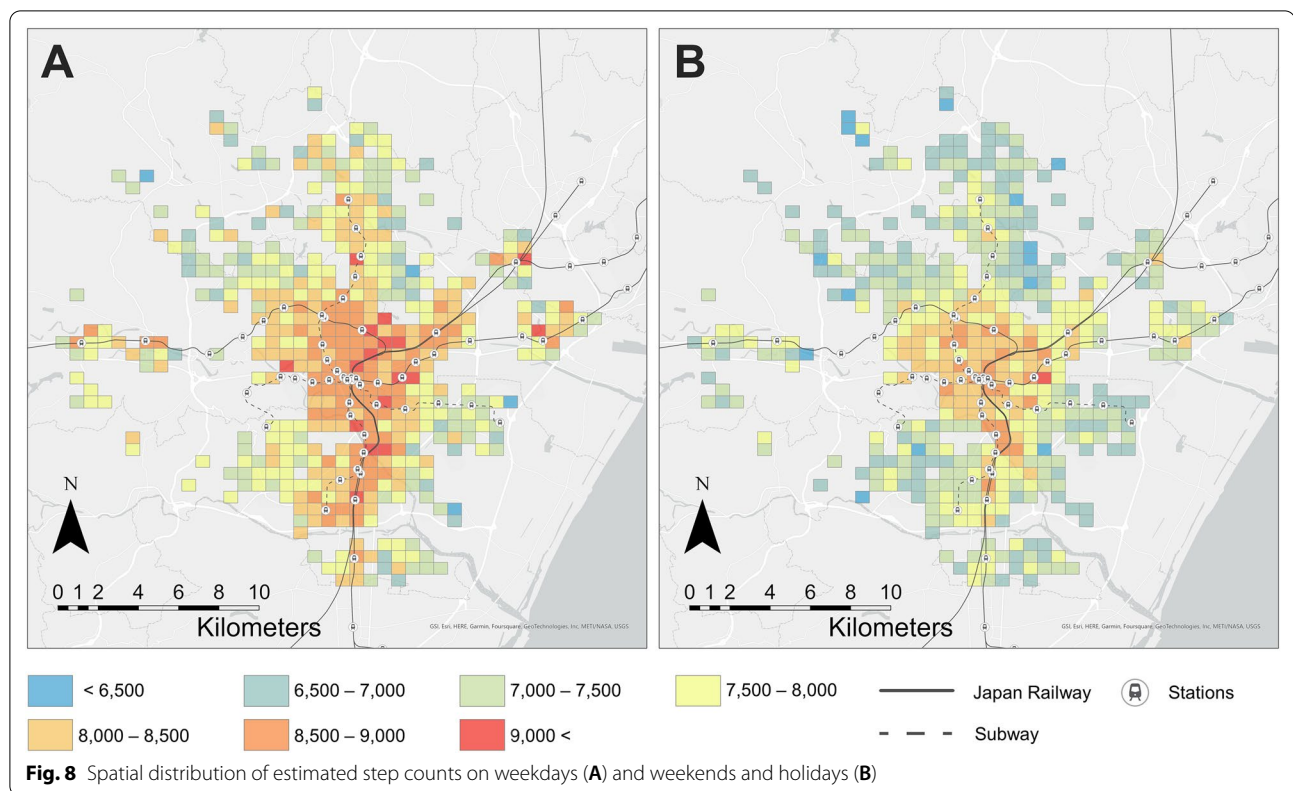 A
N
0 1 2 4 6 8 10
Kilometers
GSI, Esri, HERE, Garmin, Foursquare, GeoTechnologies, Inc, METI/NASA, USGS
B
N
0 1 2 4 6 8 10
Kilometers
GSI, Esri, HERE, Garmin, Foursquare, GeoTechnologies, Inc, METI/NASA, USGS
< 6,500
6,500 – 7,000
7,000 – 7,500
7,500 – 8,000
Japan Railway
Stations
8,000 – 8,500
8,500 – 9,000
9,000 <
Subway
Fig. 8 Spatial distribution of estimated step counts on weekdays (A) and weekends and holidays (B)